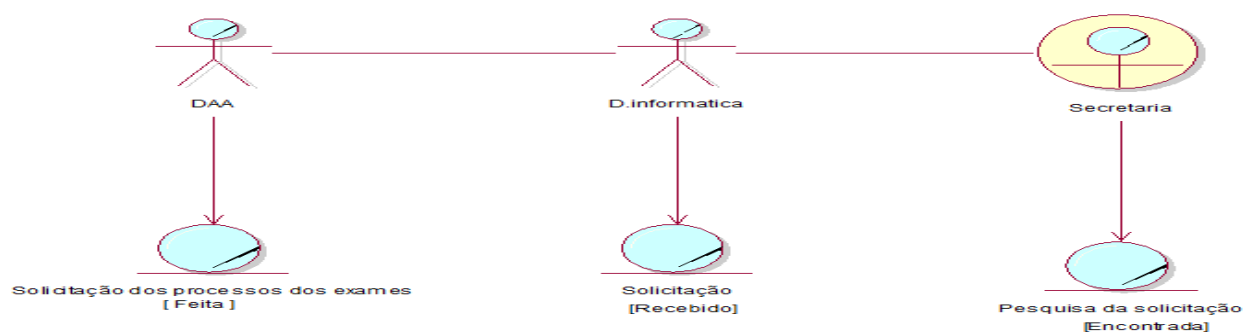 DAA
D.informatica
Secretaria
Solicitação dos processos dos exames
[ Feita ]
Solicitação
[Recebido]
Pesquisa da solicitação
[Encontrada]